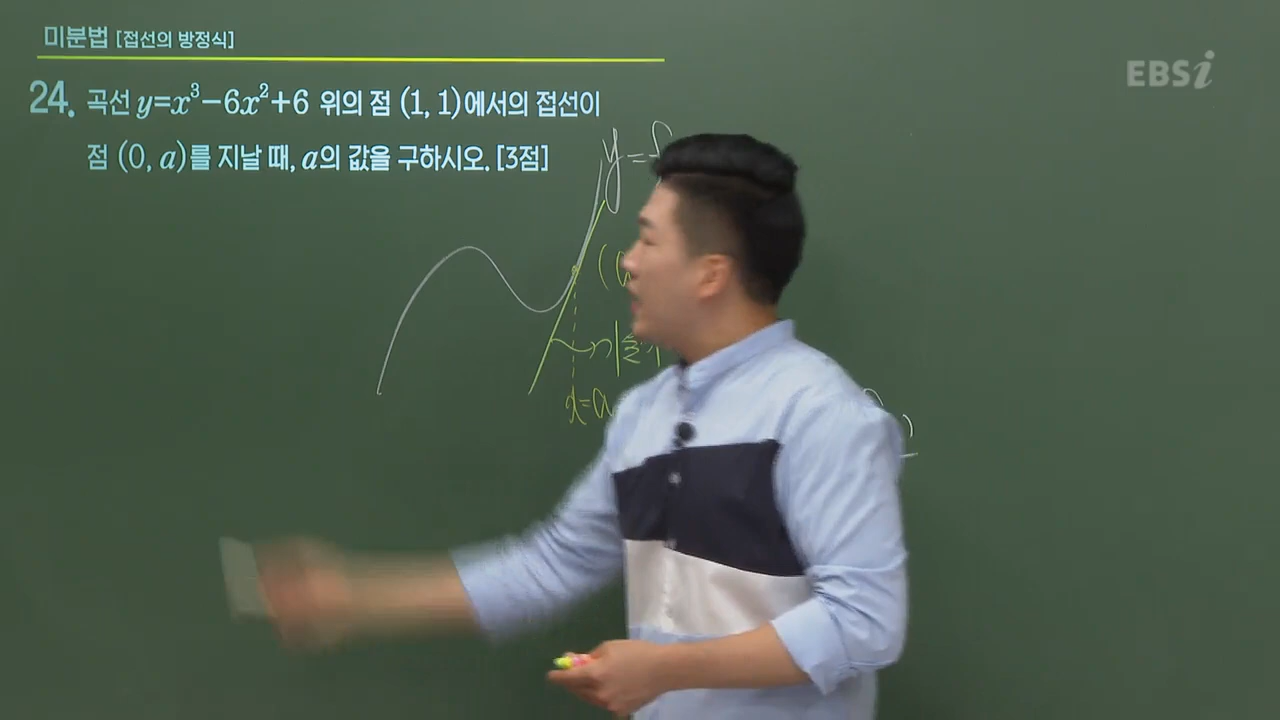 미분법 [접선의 방정식]
EBSi
24. 곡선 y=x³−6x²+6 위의 점 (1, 1)에서의 접선이
점 (0, a)를 지날 때, a의 값을 구하시오. [3점]
y=f
(a
x=a